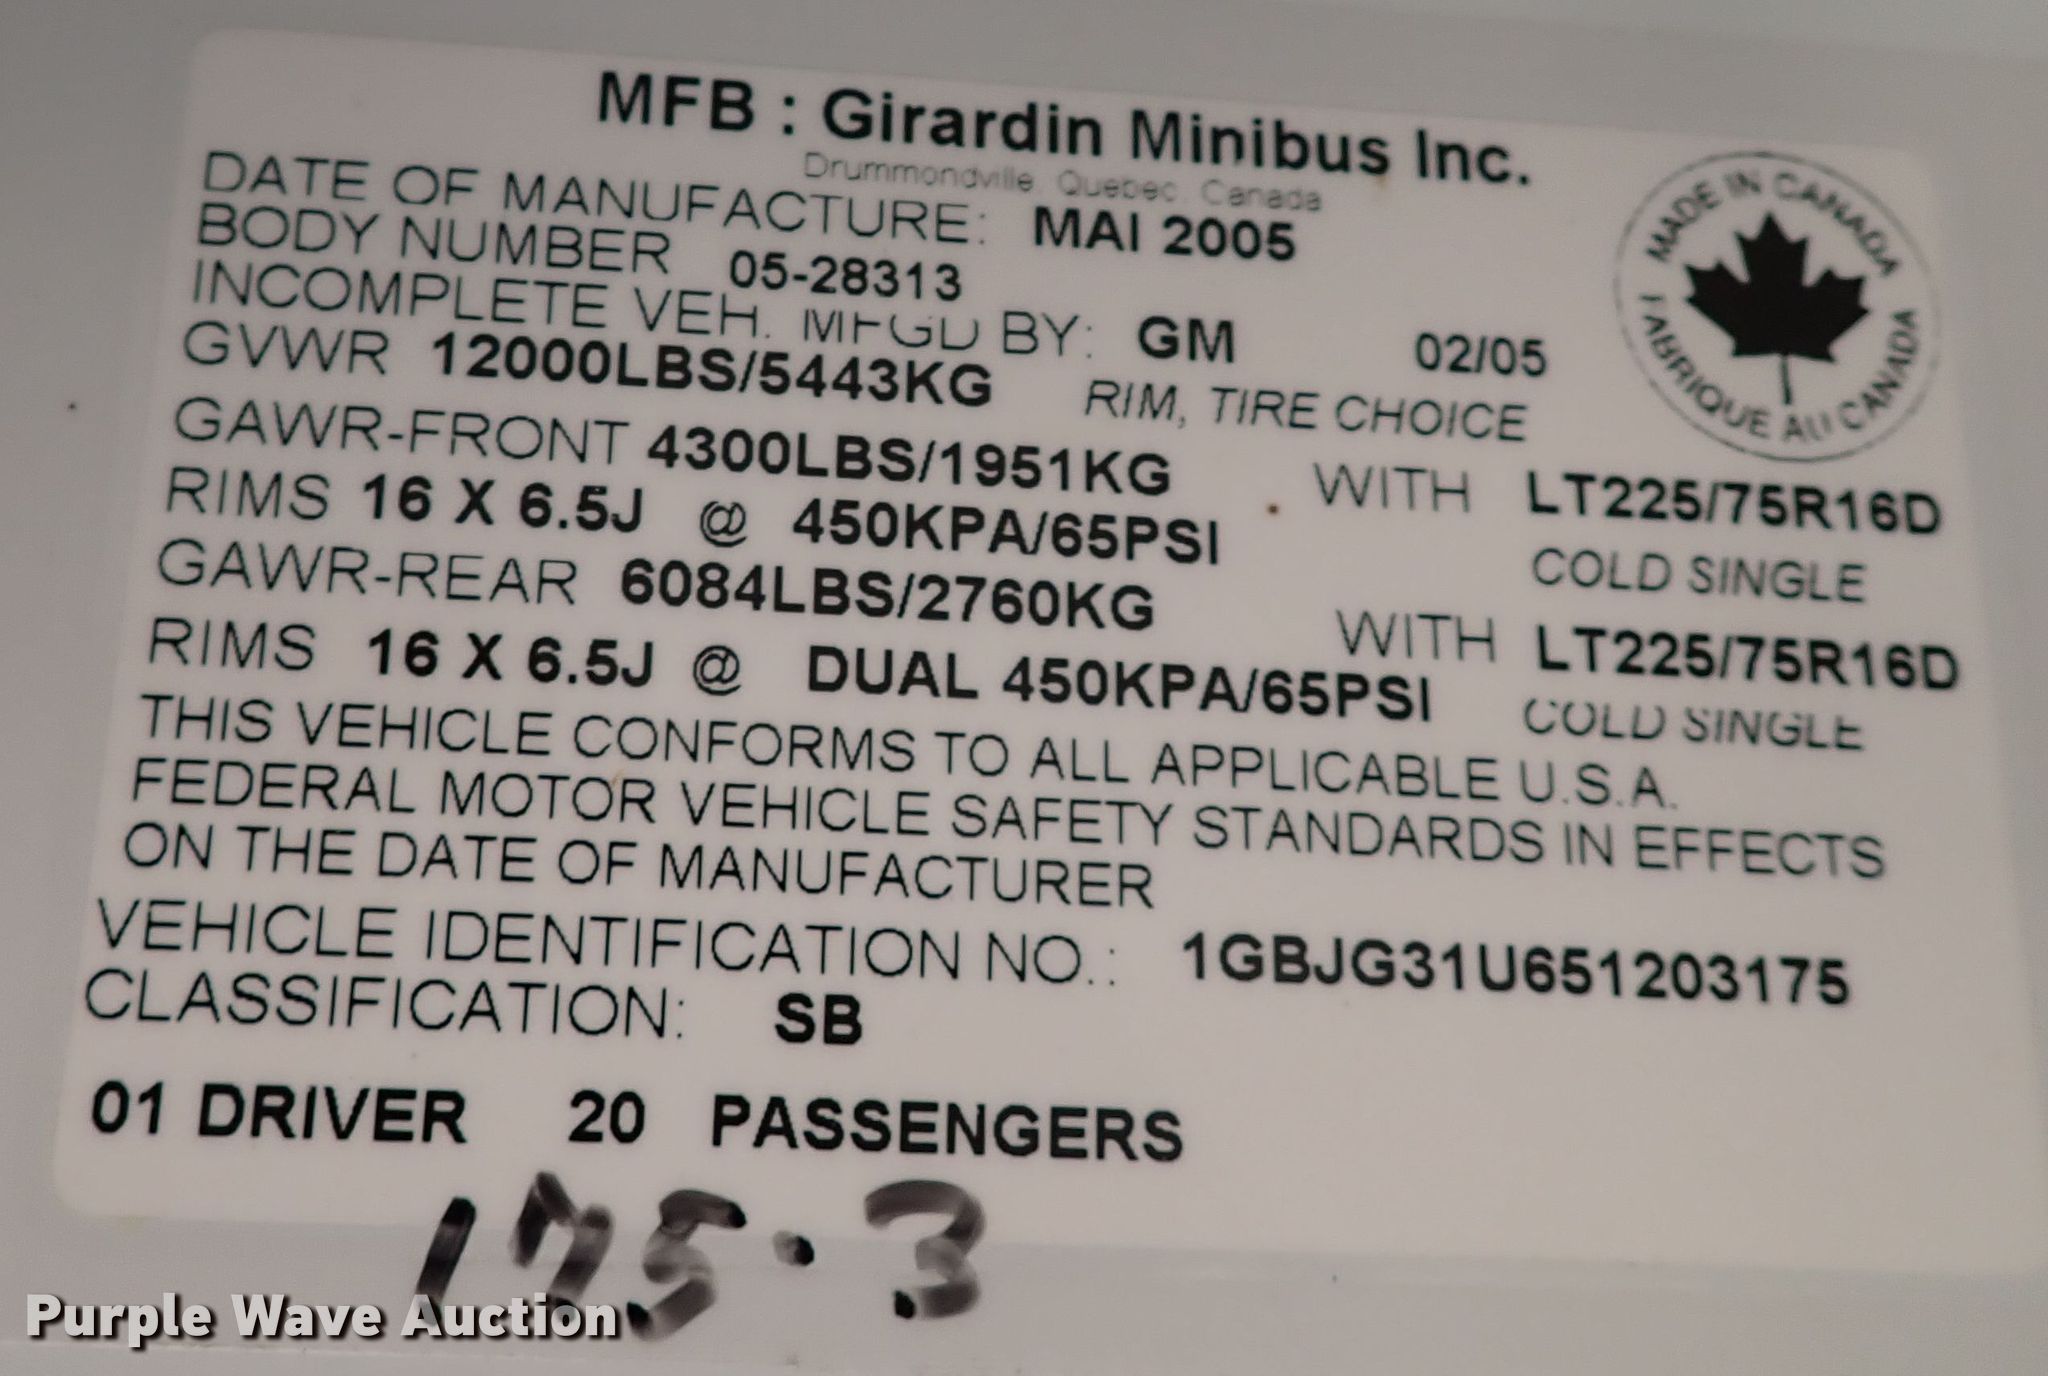 MFB : Girardin Minibus Inc.
Drummondville, Quebec, Canada
DATE OF MANUFACTURE: MAI 2005
BODY NUMBER 05-28313
INCOMPLETE VEH. MFGD BY: GM 02/05
GVWR 12000LBS/5443KG RIM, TIRE CHOICE
GAWR-FRONT 4300LBS/1951KG WITH LT225/75R16D
RIMS 16 X 6.5J @ 450KPA/65PSI COLD SINGLE
GAWR-REAR 6084LBS/2760KG WITH LT225/75R16D
RIMS 16 X 6.5J @ DUAL 450KPA/65PSI COLD SINGLE
THIS VEHICLE CONFORMS TO ALL APPLICABLE U.S.A.
FEDERAL MOTOR VEHICLE SAFETY STANDARDS IN EFFECTS
ON THE DATE OF MANUFACTURER
VEHICLE IDENTIFICATION NO.: 1GBJG31U651203175
CLASSIFICATION: SB
01 DRIVER 20 PASSENGERS
MADE IN CANADA
FABRIQUE AU CANADA
175.3
Purple Wave Auction